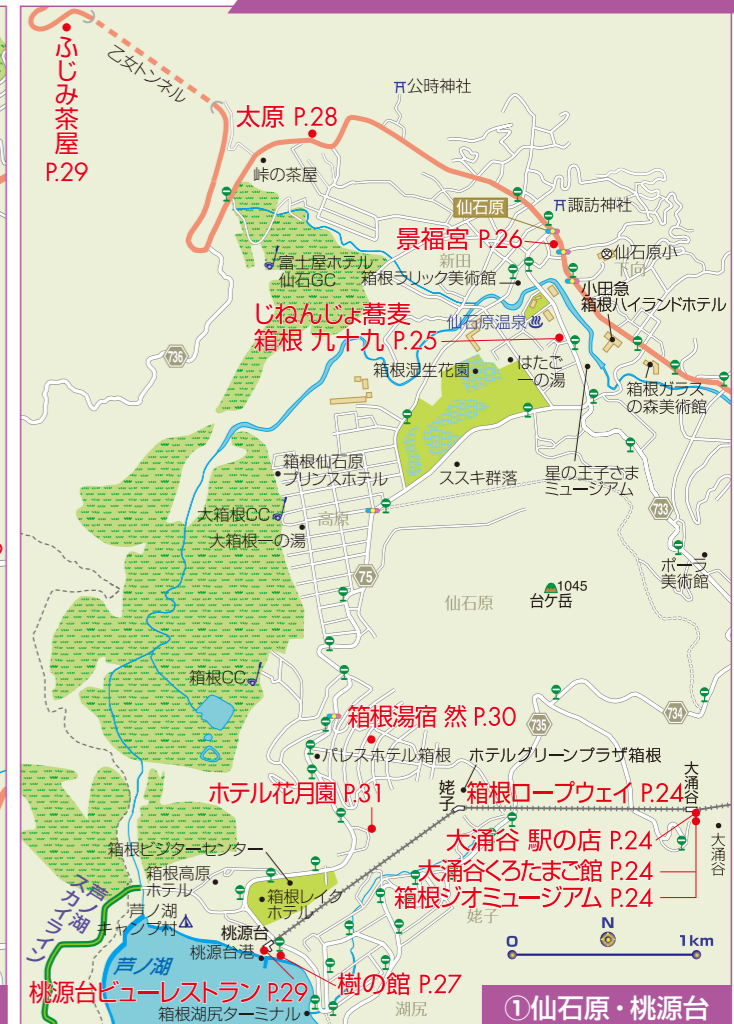 ふじみ茶屋
P.29
乙女トンネル
公時神社
太原 P.28
峠の茶屋
仙石原
諏訪神社
景福宮 P.26
新田
仙石原小
下向
富士屋ホテル
仙石GC
箱根ラリック美術館
小田急
箱根ハイランドホテル
じねんじょ蕎麦
箱根 九十九 P.25
仙石原温泉
736
箱根湿生花園
はたご
一の湯
箱根ガラス
の森美術館
箱根仙石原
プリンスホテル
ススキ群落
星の王子さま
ミュージアム
大箱根CC
高原
大箱根一の湯
733
ポーラ
美術館
75
1045
台ケ岳
仙石原
箱根CC
箱根湯宿 然 P.30
735
734
パレスホテル箱根
ホテルグリーンプラザ箱根
ホテル花月園 P.31
姥子
箱根ロープウェイ P.24
大涌谷
大涌谷 駅の店 P.24
大涌谷くろたまご館 P.24
箱根ジオミュージアム P.24
大涌谷
箱根ビジターセンター
箱根高原
ホテル
箱根レイク
ホテル
姥子
芦ノ湖
スカイライン
芦ノ湖
キャンプ村
桃源台
桃源台港
N
0 1km
芦ノ湖
樹の館 P.27
桃源台ビューレストラン P.29
箱根湖尻ターミナル
湖尻
①仙石原・桃源台